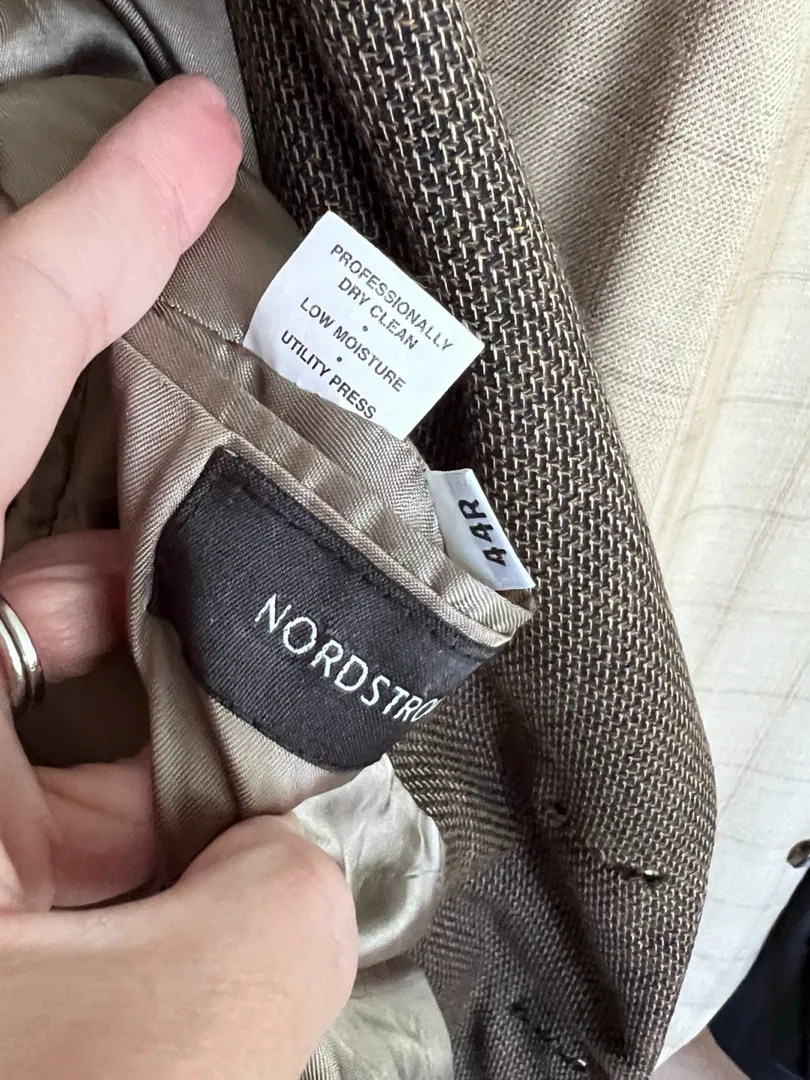 PROFESSIONALLY
DRY CLEAN
•
LOW MOISTURE
•
UTILITY PRESS
44R
NORDSTRO